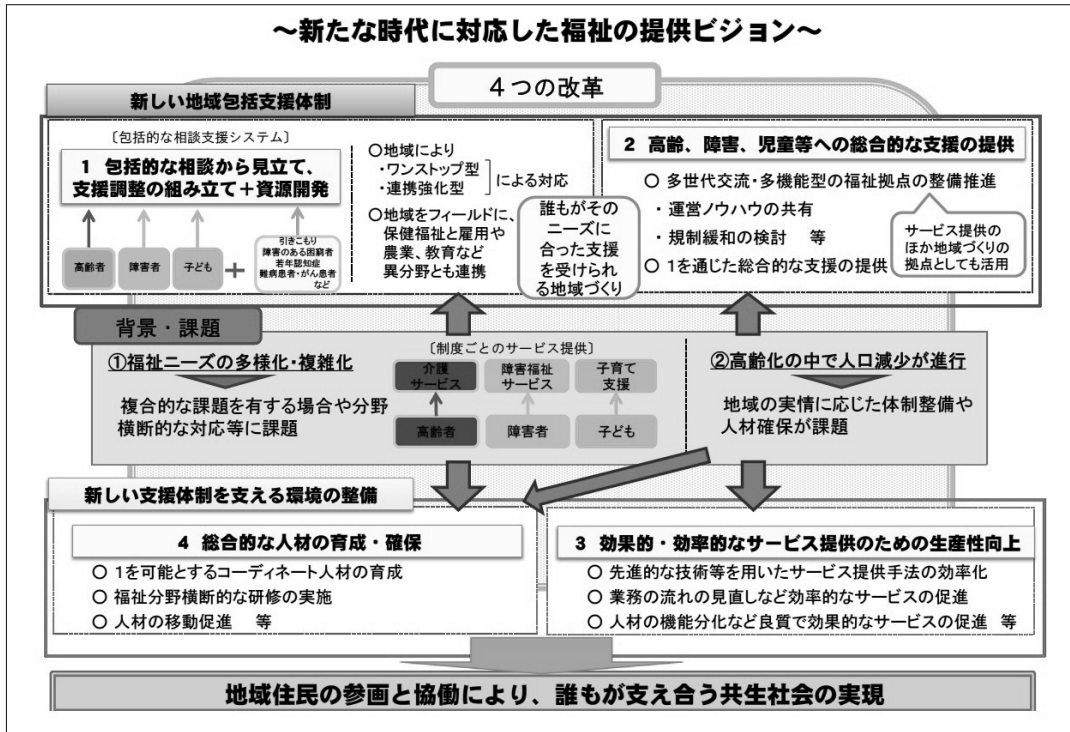 ～新たな時代に対応した福祉の提供ビジョン～
４つの改革
新しい地域包括支援体制
〔包括的な相談支援システム〕
１ 包括的な相談から見立て、
支援調整の組み立て＋資源開発
高齢者
障害者
子ども
＋
引きこもり
障害のある困窮者
若年認知症
難病患者・がん患者
など
○地域により
・ワンストップ型
・連携強化型
による対応
○地域をフィールドに、
保健福祉と雇用や
農業、教育など
異分野とも連携
誰もがその
ニーズに
合った支援
を受けられ
る地域づくり
２ 高齢、障害、児童等への総合的な支援の提供
○ 多世代交流・多機能型の福祉拠点の整備推進
・運営ノウハウの共有
・規制緩和の検討 等
○ １を通じた総合的な支援の提供
サービス提供の
ほか地域づくりの
拠点としても活用
背景・課題
①福祉ニーズの多様化・複雑化
複合的な課題を有する場合や分野
横断的な対応等に課題
〔制度ごとのサービス提供〕
介護
サービス
障害福祉
サービス
子育て
支援
高齢者
障害者
子ども
②高齢化の中で人口減少が進行
地域の実情に応じた体制整備や
人材確保が課題
新しい支援体制を支える環境の整備
４ 総合的な人材の育成・確保
○ １を可能とするコーディネート人材の育成
○ 福祉分野横断的な研修の実施
○ 人材の移動促進 等
３ 効果的・効率的なサービス提供のための生産性向上
○ 先進的な技術等を用いたサービス提供手法の効率化
○ 業務の流れの見直しなど効率的なサービスの促進
○ 人材の機能分化など良質で効果的なサービスの促進 等
地域住民の参画と協働により、誰もが支え合う共生社会の実現